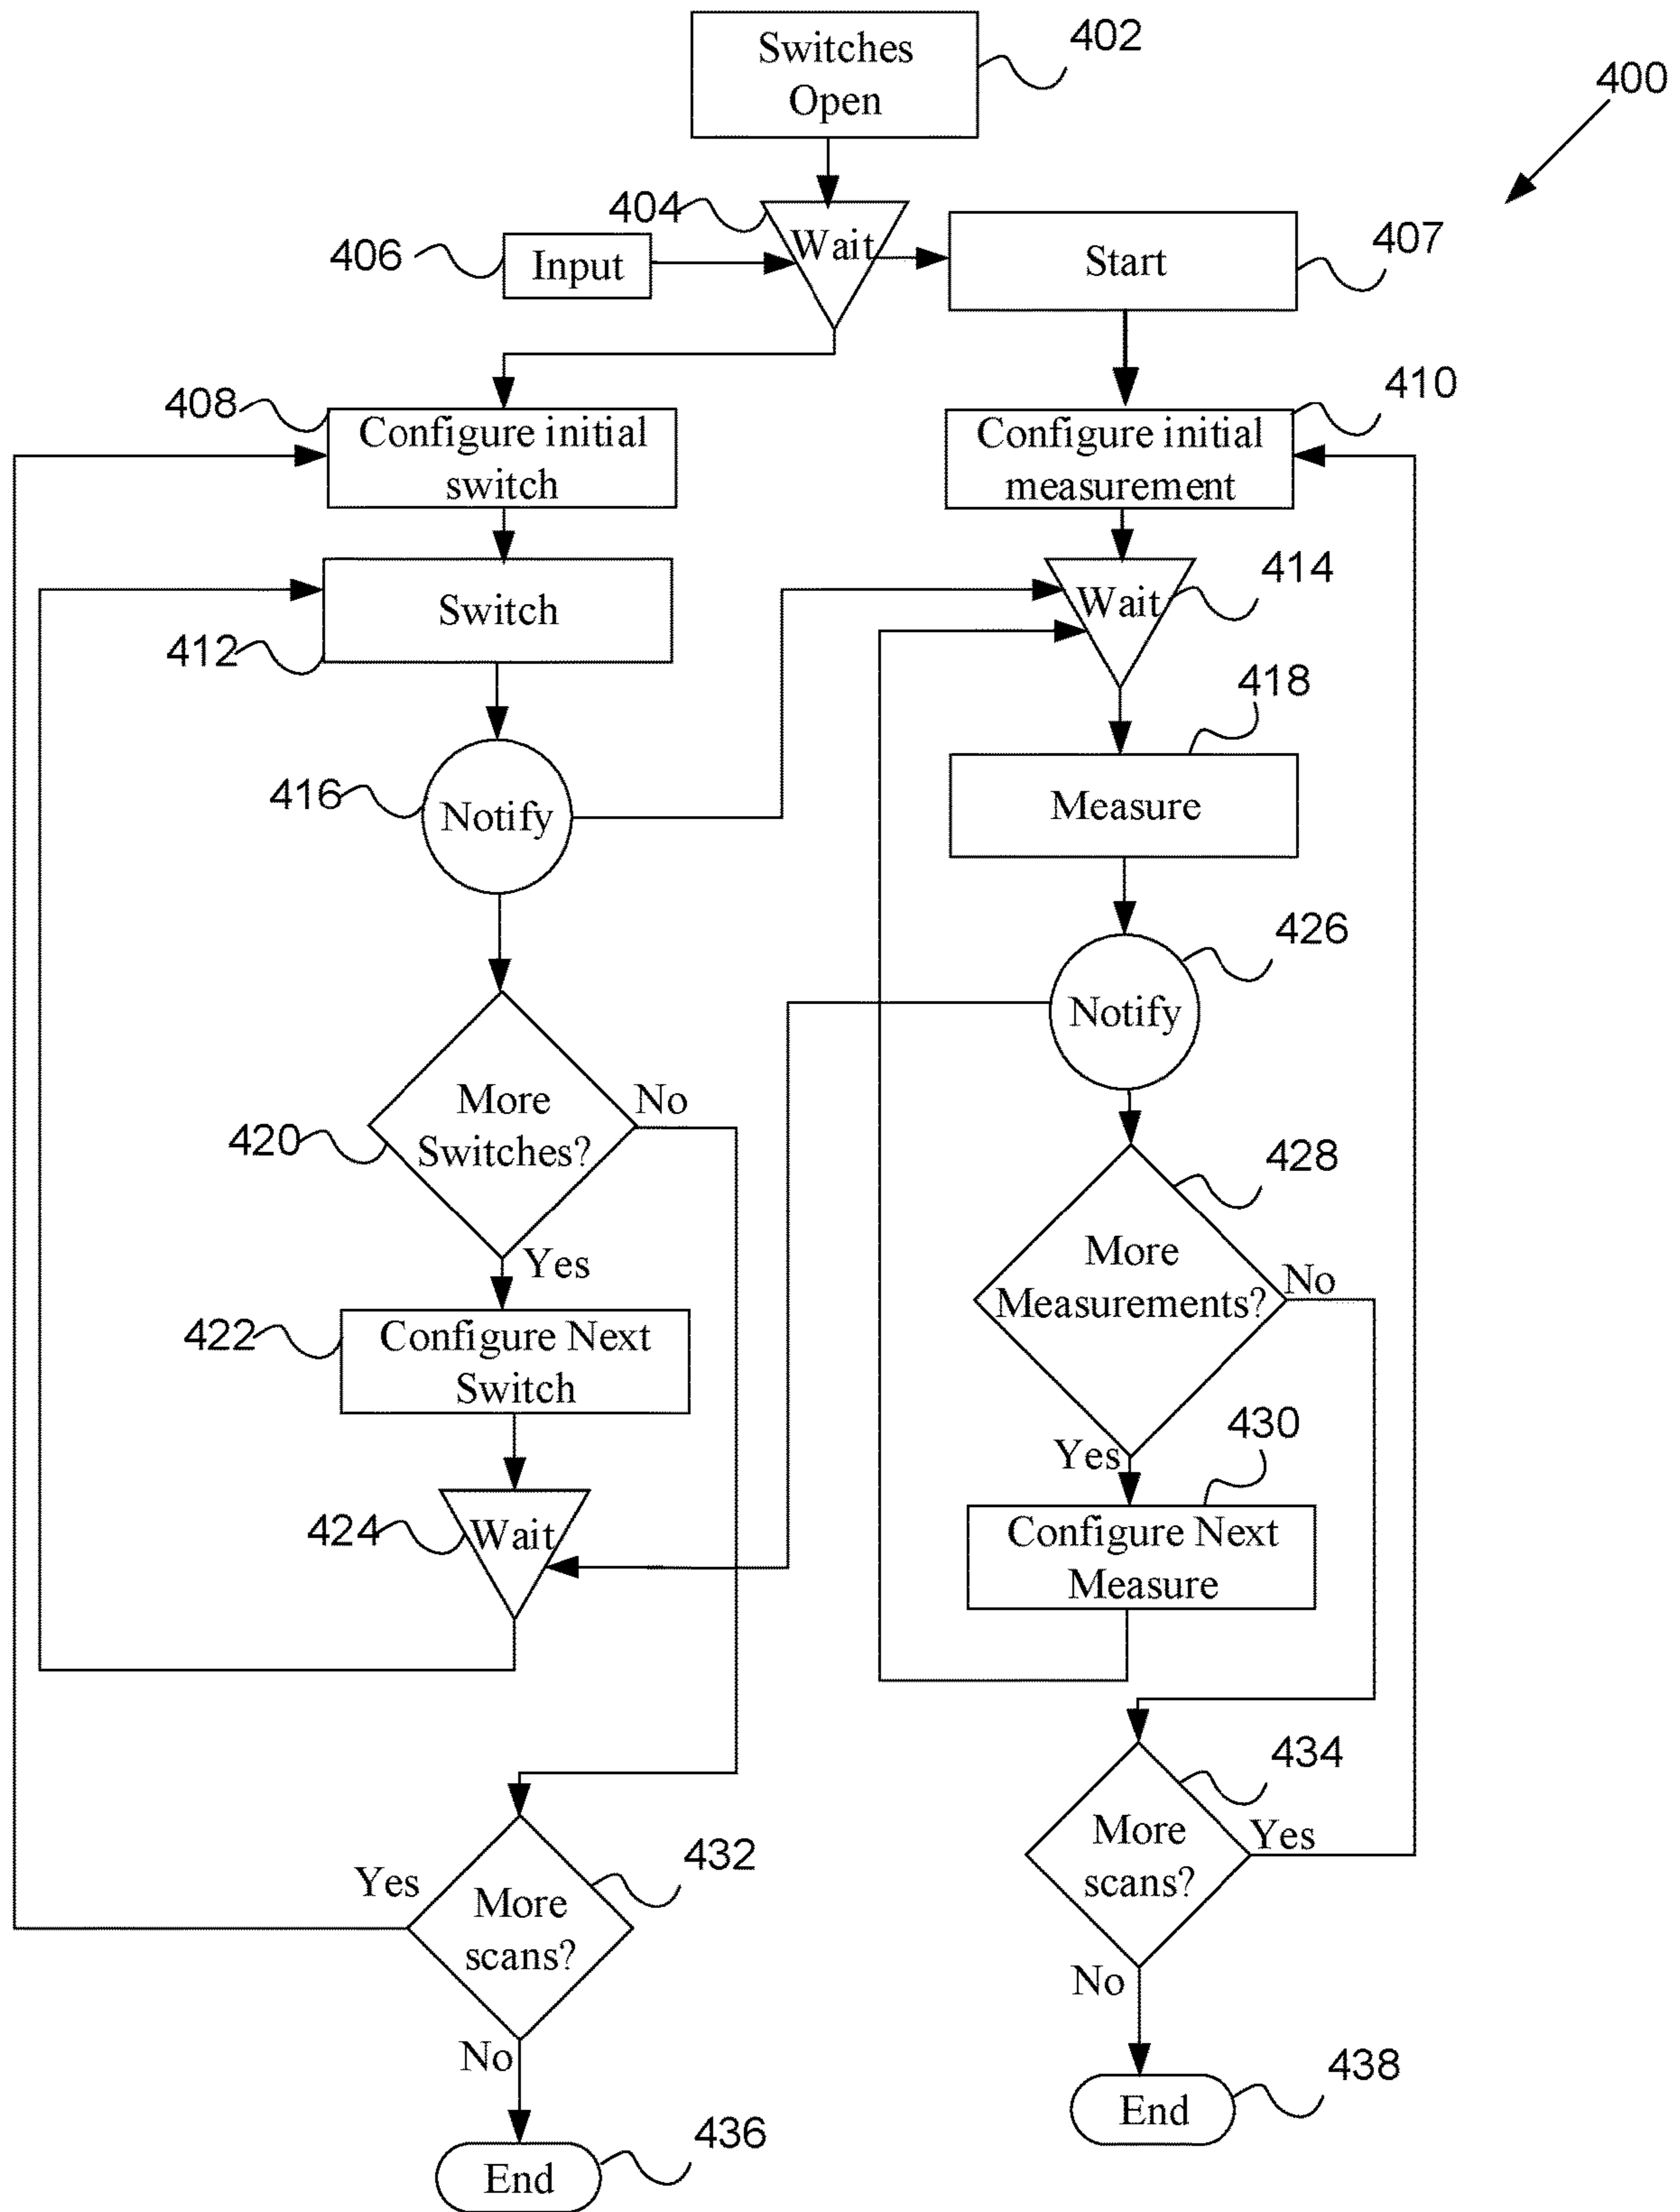 Switches
Open
402
400
404
Wait
406
Input
Start
407
408
Configure initial
switch
Configure initial
measurement
410
Switch
412
Wait
414
416
Notify
418
Measure
426
Notify
More
Switches?
No
420
Yes
428
More
Measurements?
No
Yes
422
Configure Next
Switch
430
Configure Next
Measure
424
Wait
434
More
scans?
Yes
No
432
Yes
More
scans?
No
438
End
436
End